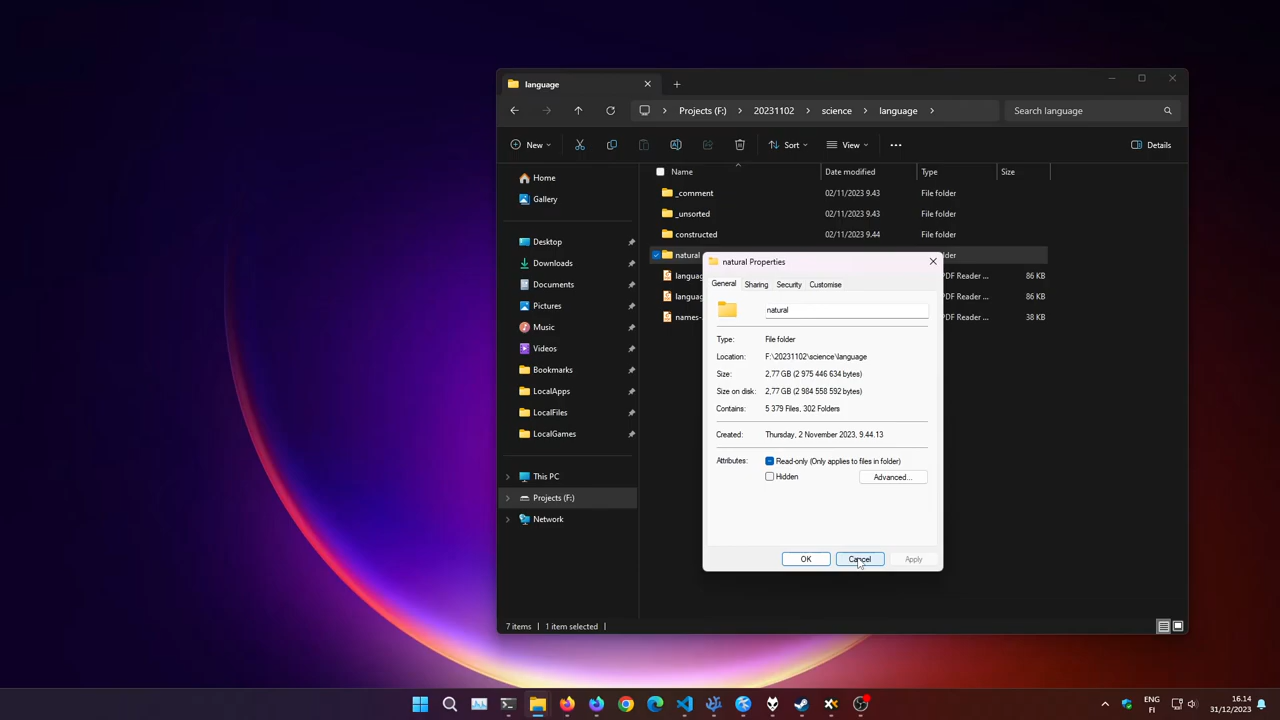 language
Projects (F:) 20231102 science language
Search language
New Sort View Details
Name Date modified Type Size
Home
Gallery
Desktop
Downloads
Documents
Pictures
Music
Videos
Bookmarks
LocalApps
LocalFiles
LocalGames
This PC
Projects (F:)
Network
_comment 02/11/2023 9.43 File folder
_unsorted 02/11/2023 9.43 File folder
constructed 02/11/2023 9.44 File folder
natural
PDF Reader ... 86 KB
PDF Reader ... 86 KB
names- PDF Reader ... 38 KB
natural Properties
General Sharing Security Customise
natural
Type: File folder
Location: F:\20231102\science\language
Size: 2,77 GB (2 975 446 634 bytes)
Size on disk: 2,77 GB (2 984 558 592 bytes)
Contains: 5 379 Files, 302 Folders
Created: Thursday, 2 November 2023, 9.44.13
Attributes: Read-only (Only applies to files in folder)
Hidden Advanced...
OK Cancel Apply
7 items 1 item selected
ENG
FI
16.14
31/12/2023